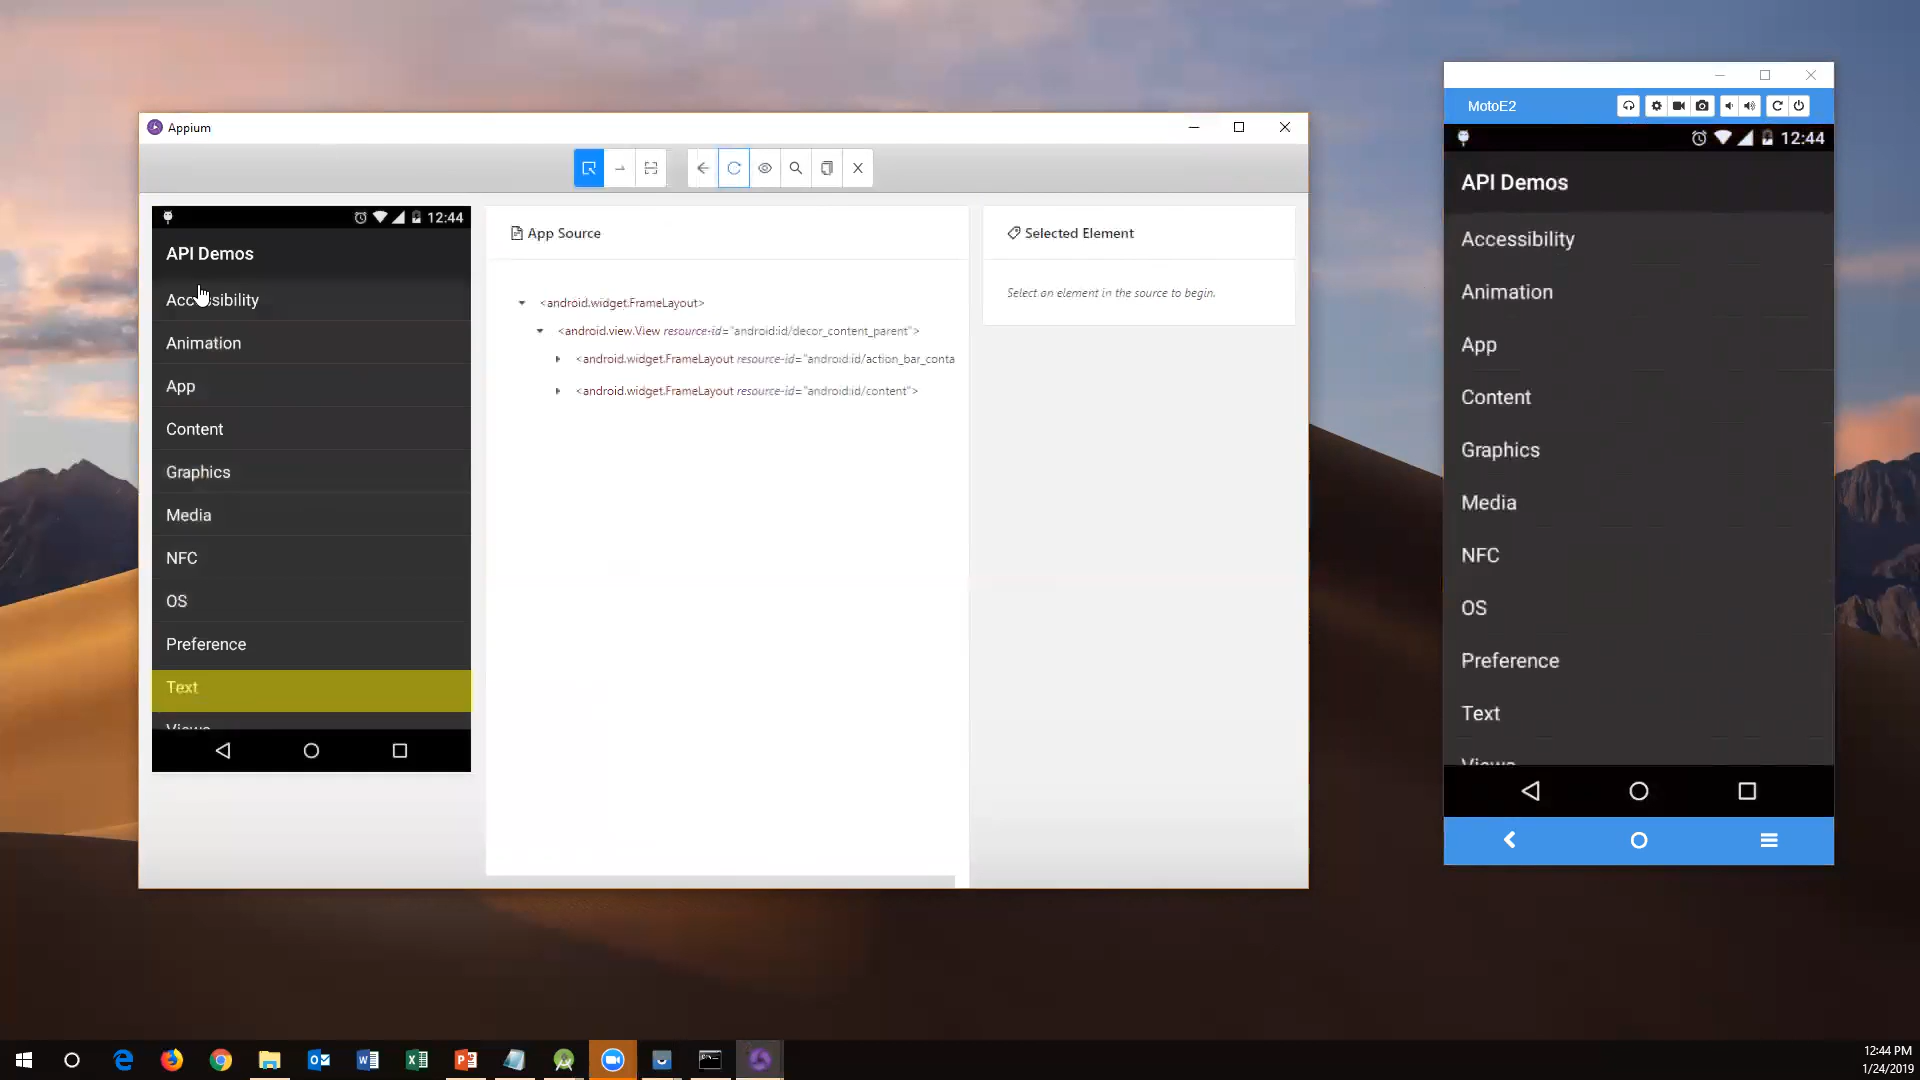 Appium
12:44
API Demos
Accessibility
Animation
App
Content
Graphics
Media
NFC
OS
Preference
Text
Views
App Source
<android.widget.FrameLayout>
<android.view.View resource-id="android:id/decor_content_parent">
<android.widget.FrameLayout resource-id="android:id/action_bar_conta
<android.widget.FrameLayout resource-id="android:id/content">
Selected Element
Select an element in the source to begin.
MotoE2
12:44
API Demos
Accessibility
Animation
App
Content
Graphics
Media
NFC
OS
Preference
Text
Views
12:44 PM
1/24/2019